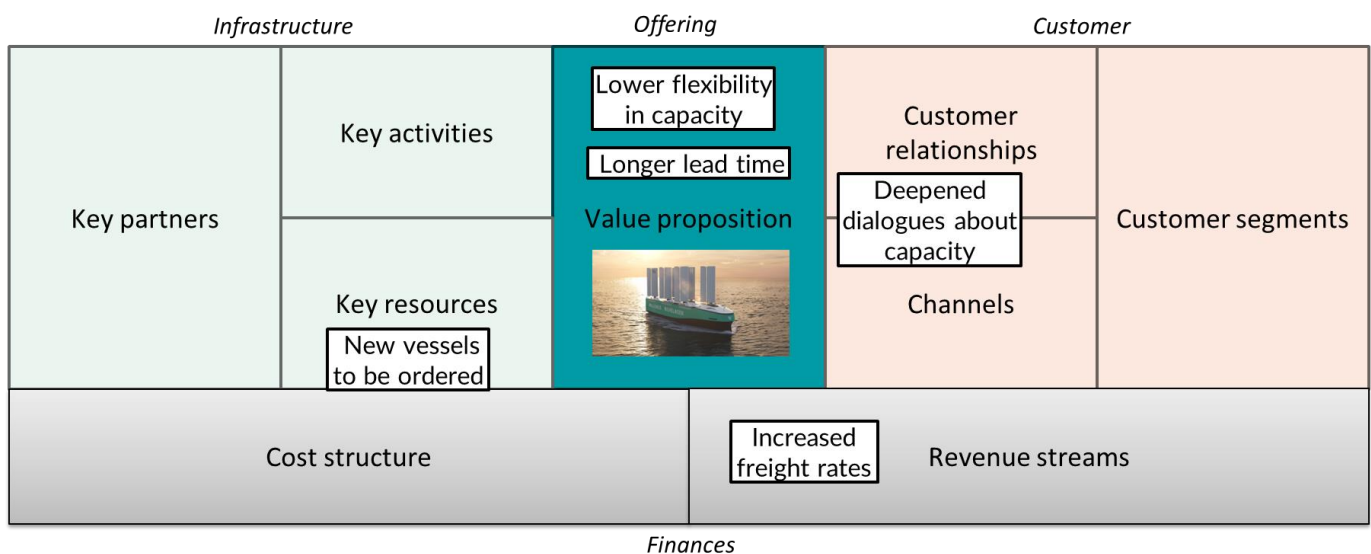 Infrastructure
Offering
Customer
Key partners
Key activities
Key resources
New vessels
to be ordered
Lower flexibility
in capacity
Longer lead time
Value proposition
Customer
relationships
Deepened
dialogues about
capacity
Channels
Customer segments
Cost structure
Increased
freight rates
Revenue streams
Finances